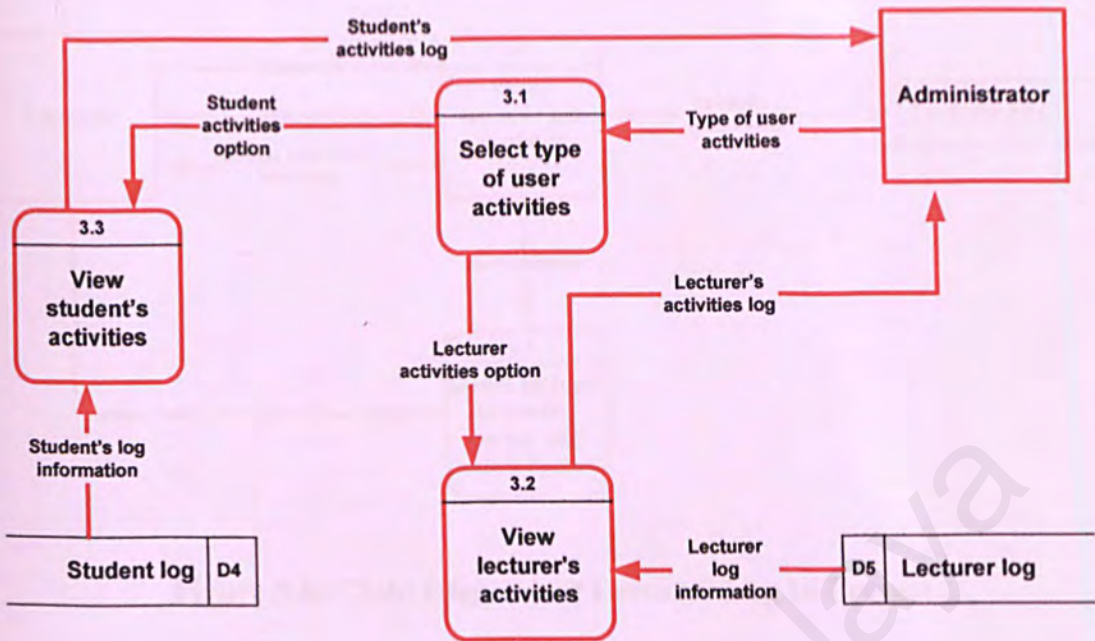 Student's
activities log
Administrator
3.1
Select type
of user
activities
Student
activities
option
Type of user
activities
3.3
View
student's
activities
Lecturer's
activities log
Lecturer
activities option
Student's log
information
3.2
View
lecturer's
activities
Lecturer
log
information
Student log
D4
D5
Lecturer log
laya